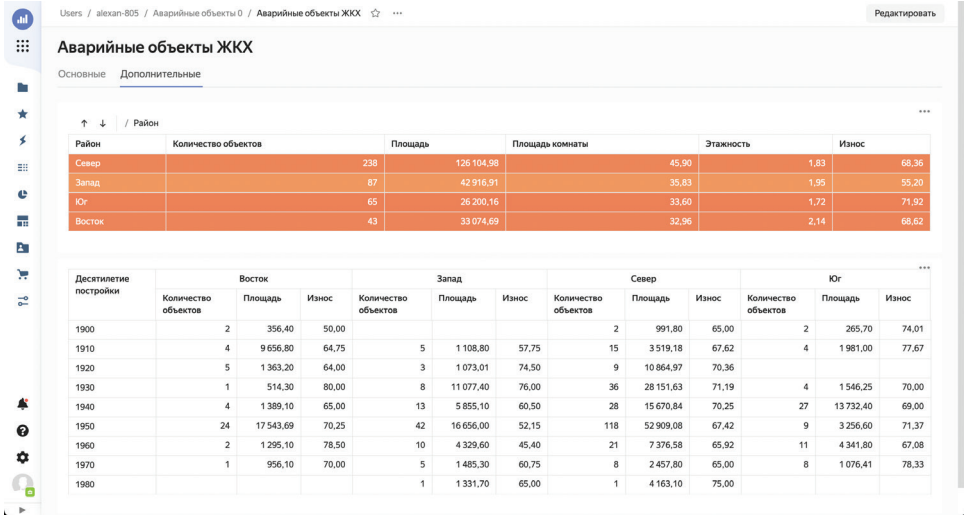 Users / alexan-805 / Аварийные объекты 0 / Аварийные объекты ЖКХ
Редактировать
Аварийные объекты ЖКХ
Основные Дополнительные
/ Район
Район Количество объектов Площадь Площадь комнаты Этажность Износ
Север 238 126 104,98 45,90 1,83 68,36
Запад 87 42 916,91 35,83 1,95 55,20
Юг 65 26 200,16 33,60 1,72 71,92
Восток 43 33 074,69 32,96 2,14 68,62
Десятилетие постройки Восток Запад Север Юг
Количество объектов Площадь Износ Количество объектов Площадь Износ Количество объектов Площадь Износ Количество объектов Площадь Износ
1900 2 356,40 50,00 2 991,80 65,00 2 265,70 74,01
1910 4 9 656,80 64,75 5 1 108,80 57,75 15 3 519,18 67,62 4 1 981,00 77,67
1920 5 1 363,20 64,00 3 1 073,01 74,50 9 10 864,97 70,36
1930 1 514,30 80,00 8 11 077,40 76,00 36 28 151,63 71,19 4 1 546,25 70,00
1940 4 1 389,10 65,00 13 5 855,10 60,50 28 15 670,84 70,25 27 13 732,40 69,00
1950 24 17 543,69 70,25 42 16 656,00 52,15 118 52 909,08 67,42 9 3 256,60 71,37
1960 2 1 295,10 78,50 10 4 329,60 45,40 21 7 376,58 65,92 11 4 341,80 67,08
1970 1 956,10 70,00 5 1 485,30 60,75 8 2 457,80 65,00 8 1 076,41 78,33
1980 1 1 331,70 65,00 1 4 163,10 75,00